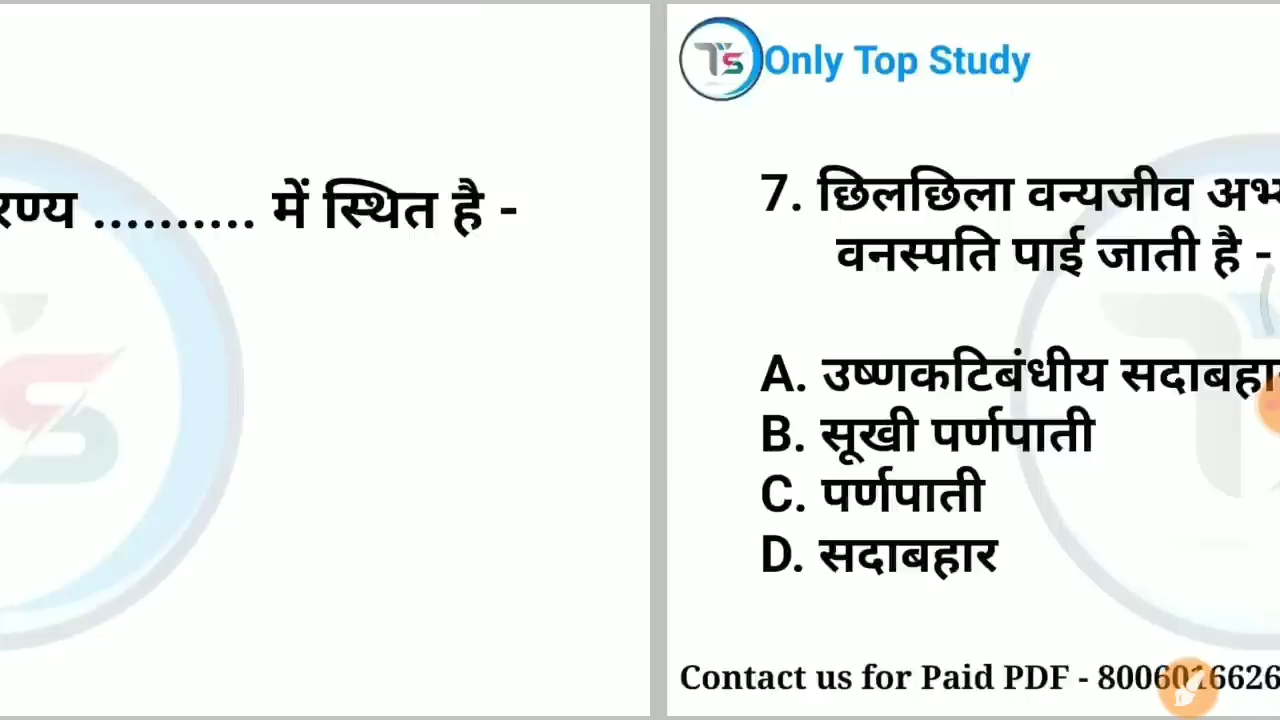 में स्थित है -
..........
Only Top Study
7. छिलछिला वन्यजीव
वनस्पति पाई जाती है -
A. उष्णकटिबंधीय
B. सूखी पर्णपाती
C. पर्णपाती
D. सदाबहार
Contact us for Paid PDF -